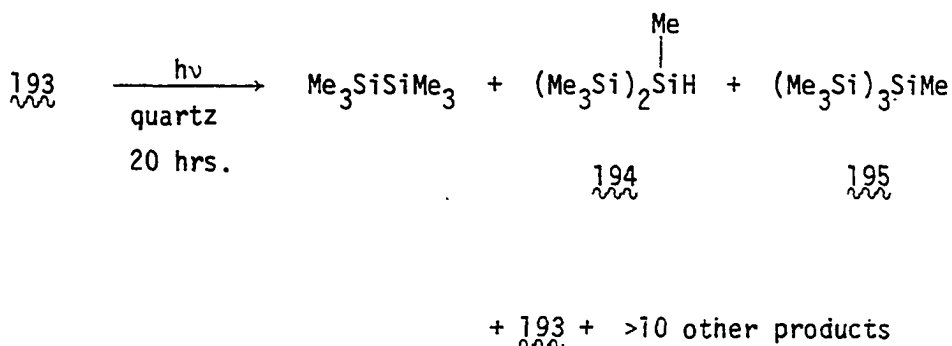 Me
193 hν Me₃SiSiMe₃ + (Me₃Si)₂SiH + (Me₃Si)₃SiMe
quartz
20 hrs.
194 195
+ 193 + >10 other products